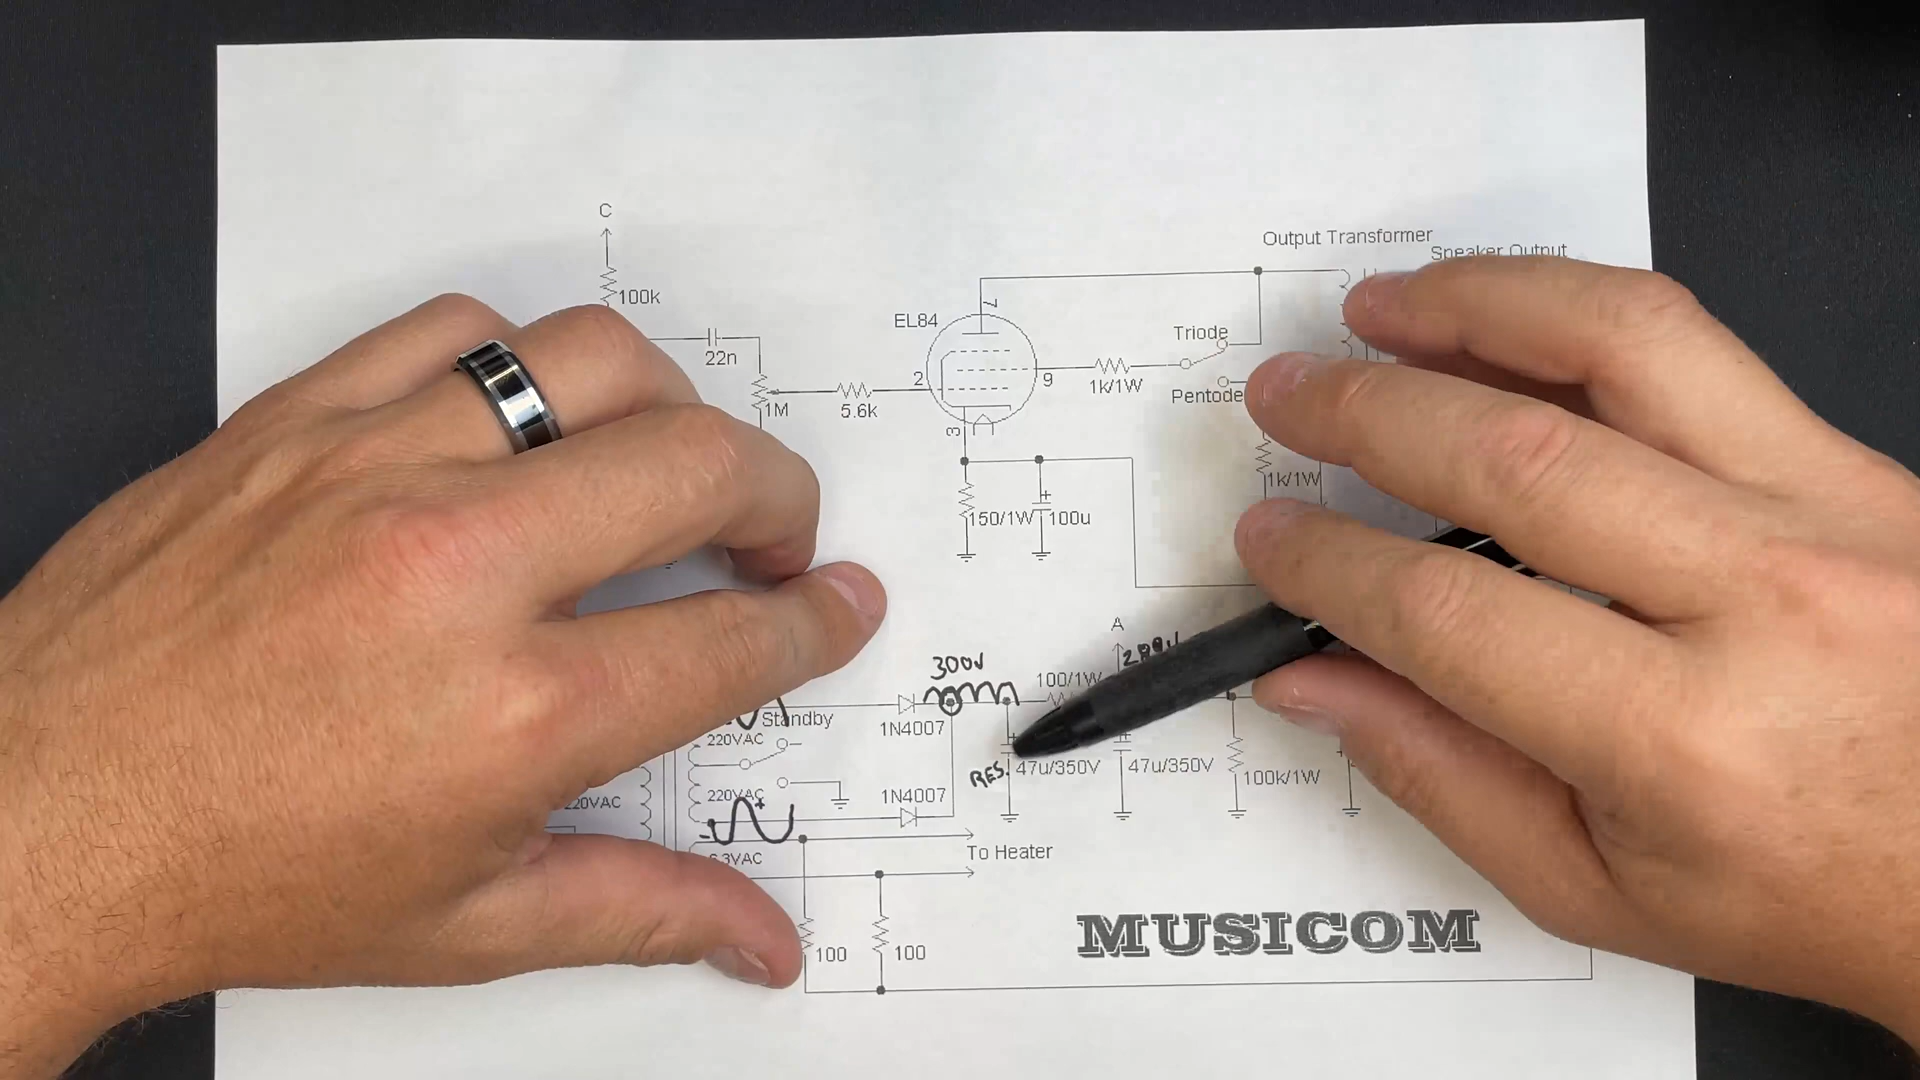 C
100k
Output Transformer
Speaker Output
EL84
7
22n
1M
5.6k
2
9
1k/1W
Triode
Pentode
3
150/1W
100u
1k/1W
A
300V
100/1W
Standby
1N4007
220VAC
RES.
47u/350V
47u/350V
100k/1W
220VAC
220VAC
1N4007
To Heater
100
100
MUSICOM